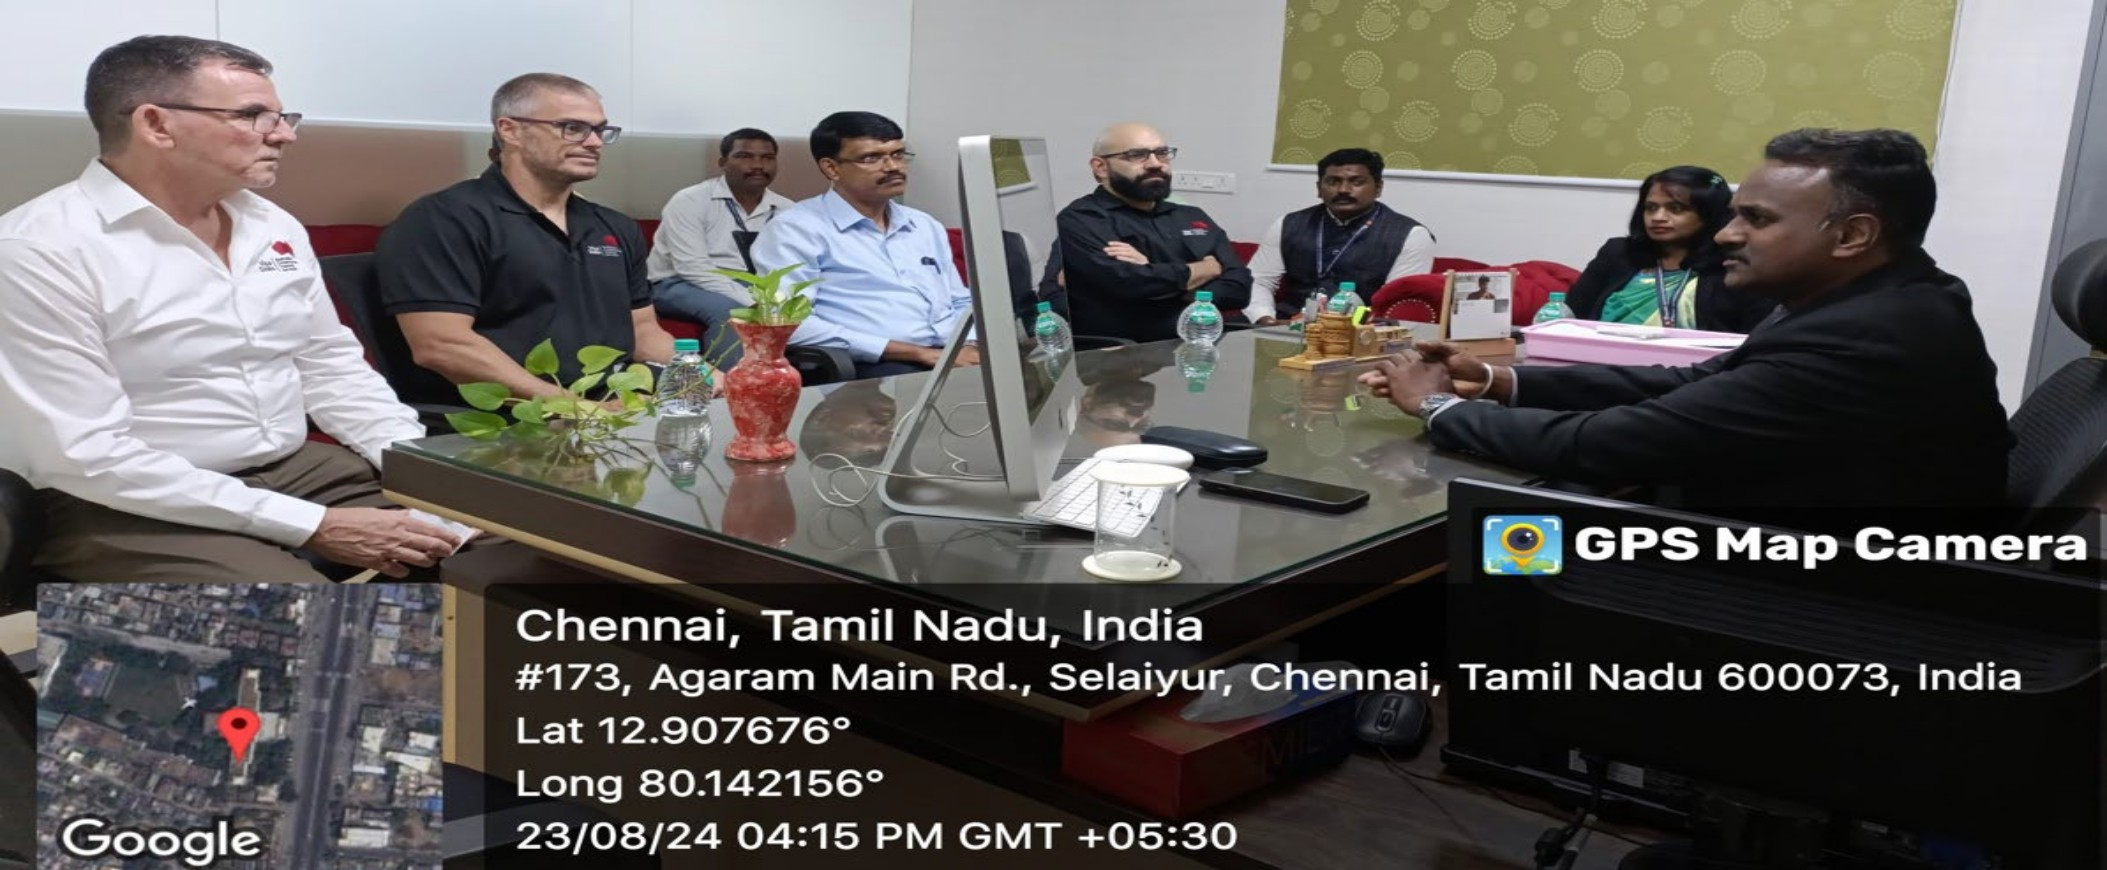 GPS Map Camera
Chennai, Tamil Nadu, India
#173, Agaram Main Rd., Selaiyur, Chennai, Tamil Nadu 600073, India
Lat 12.907676°
Long 80.142156°
23/08/24 04:15 PM GMT +05:30
Google